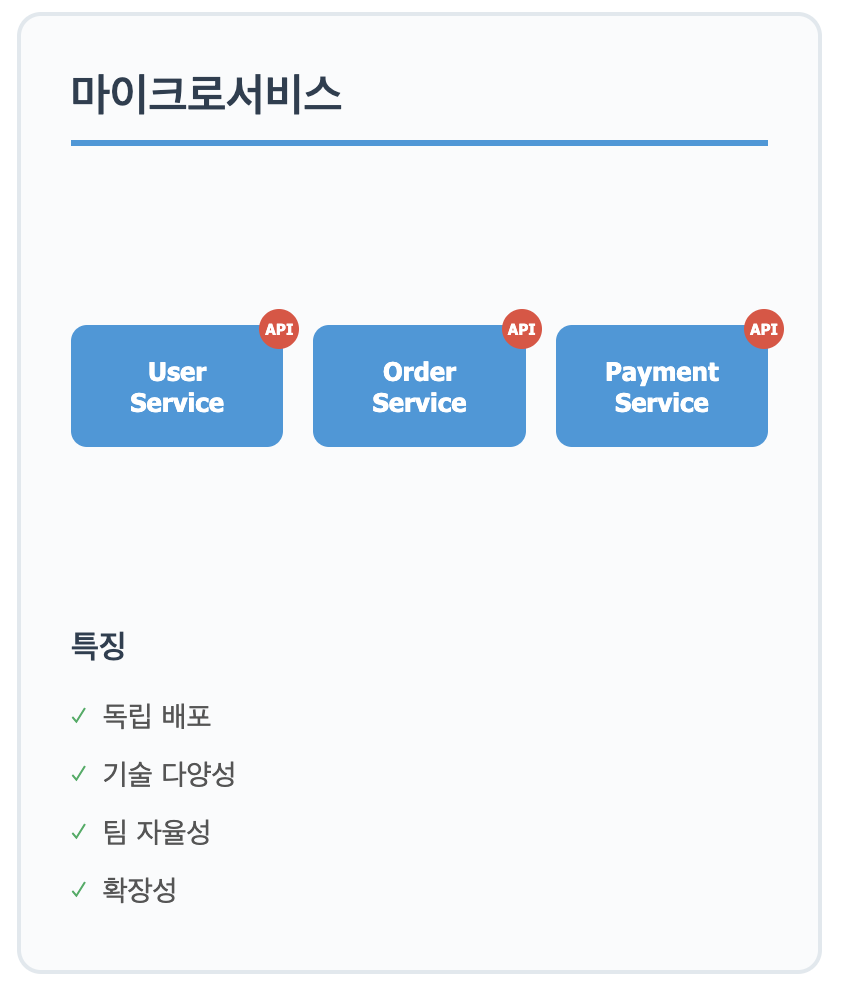 마이크로서비스
API
API
API
User
Service
Order
Service
Payment
Service
특징
✓ 독립 배포
✓ 기술 다양성
✓ 팀 자율성
✓ 확장성